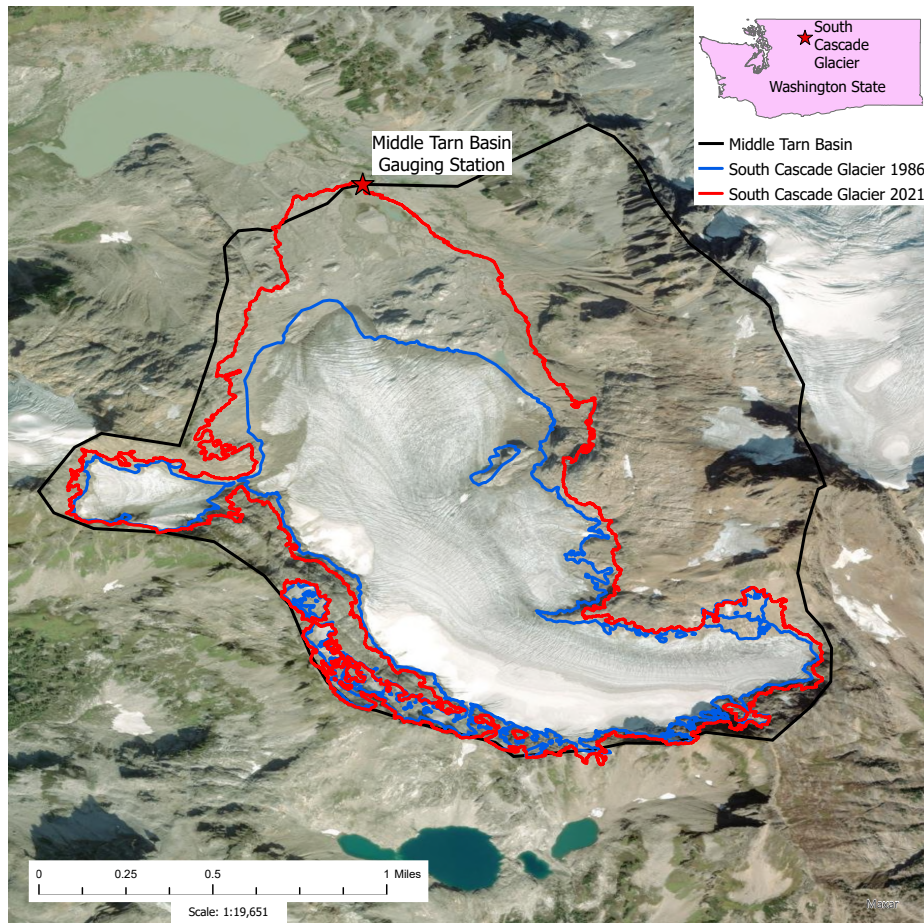 South
Cascade
Glacier
Washington State
Middle Tarn Basin
South Cascade Glacier 1986
South Cascade Glacier 2021
Middle Tarn Basin
Gauging Station
0 0.25 0.5 1 Miles
Scale: 1:19,651
Maxar